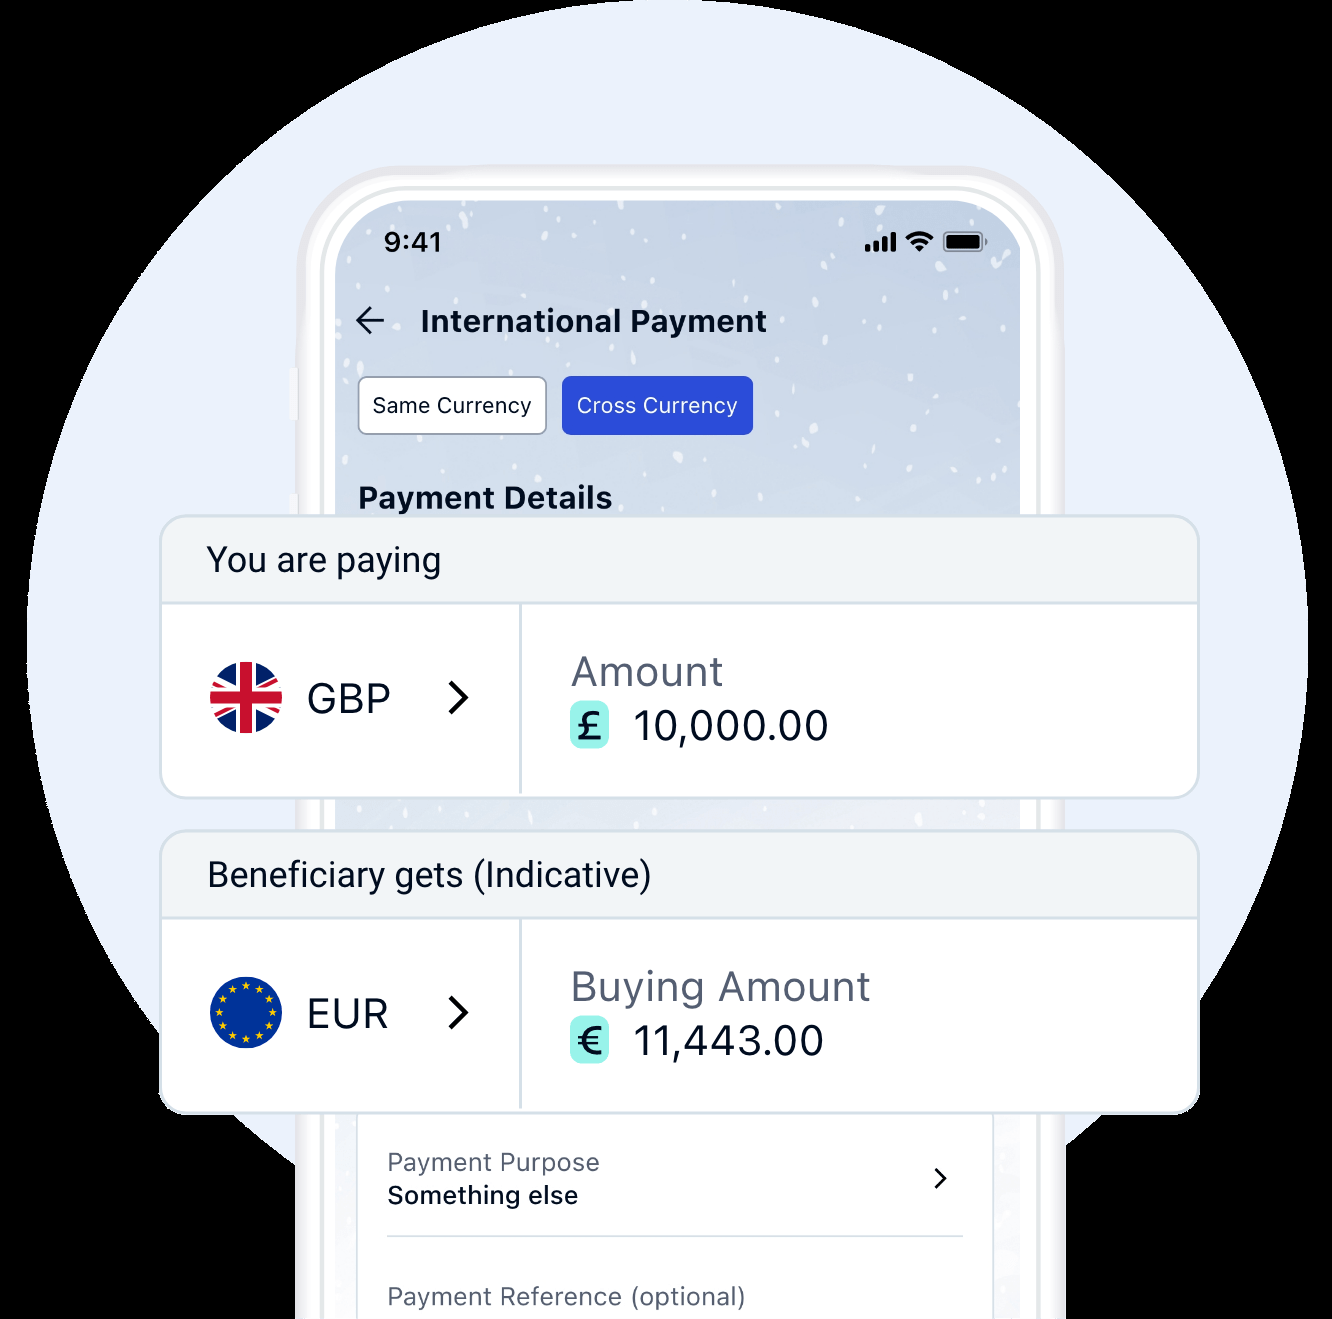 9:41
International Payment
Same Currency
Cross Currency
Payment Details
You are paying
GBP
Amount
£ 10,000.00
Beneficiary gets (Indicative)
EUR
Buying Amount
€ 11,443.00
Payment Purpose
Something else
Payment Reference (optional)